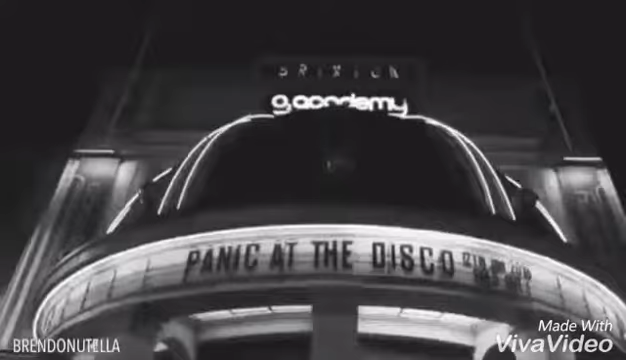 BRIXTON
O₂ academy
PANIC AT THE DISCO
BRENDONUTELLA
Made With
VivaVideo